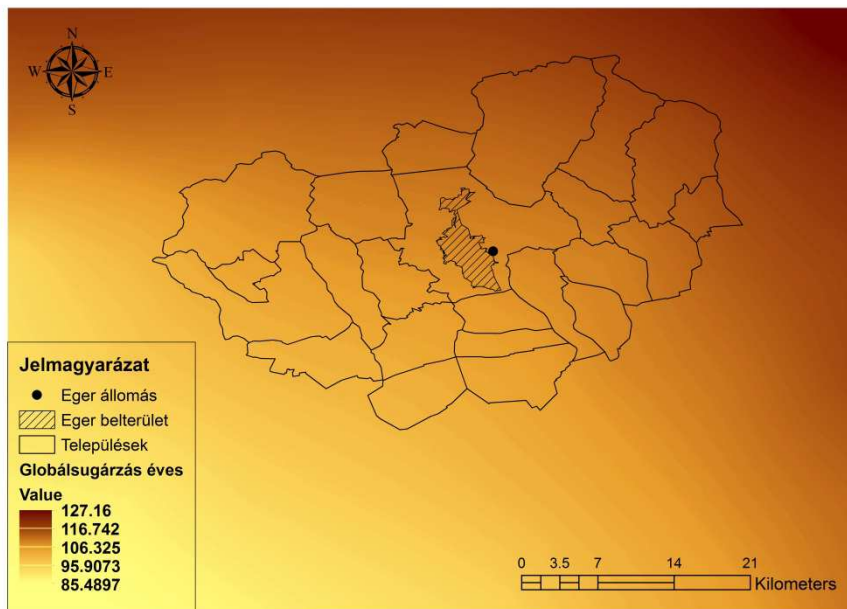 N
W E
S
Jelmagyarázat
Eger állomás
Eger belterület
Települések
Globálsugárzás éves
Value
127.16
116.742
106.325
95.9073
85.4897
0 3.5 7 14 21
Kilometers